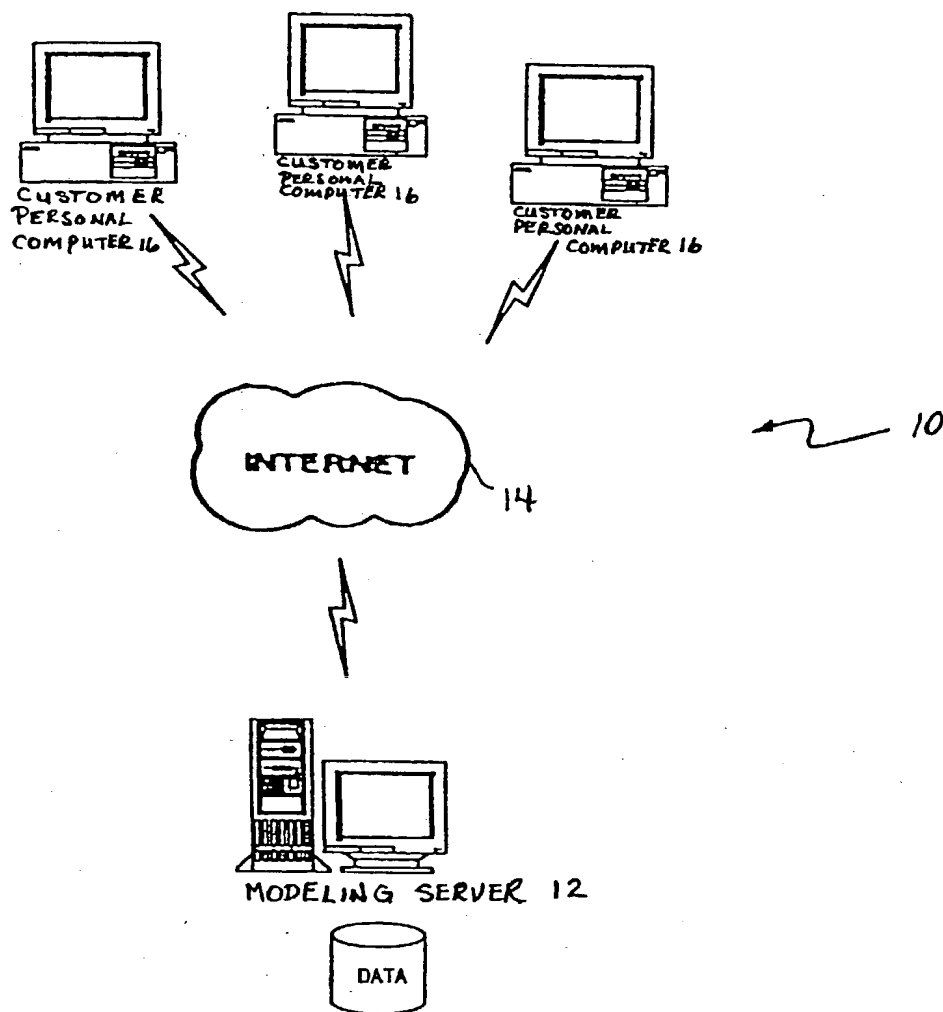 CUSTOMER
PERSONAL
COMPUTER 16
CUSTOMER
PERSONAL
COMPUTER 16
CUSTOMER
PERSONAL
COMPUTER 16
INTERNET
14
10
MODELING SERVER 12
DATA